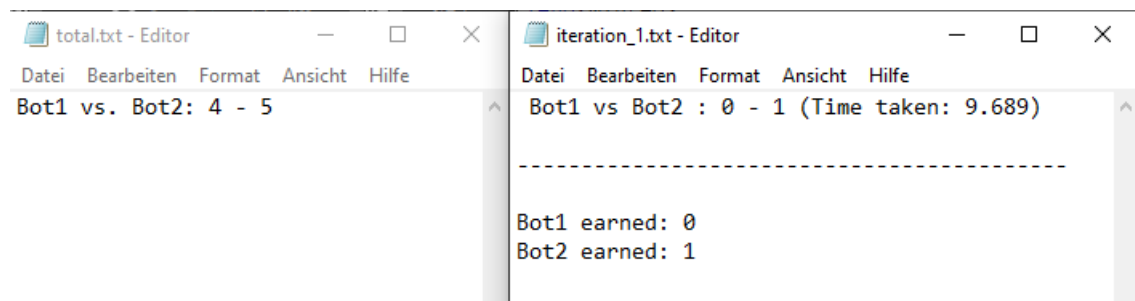 total.txt - Editor
Datei Bearbeiten Format Ansicht Hilfe
Bot1 vs. Bot2: 4 - 5
iteration_1.txt - Editor
Datei Bearbeiten Format Ansicht Hilfe
Bot1 vs Bot2 : 0 - 1 (Time taken: 9.689)
-------------------------------------------
Bot1 earned: 0
Bot2 earned: 1